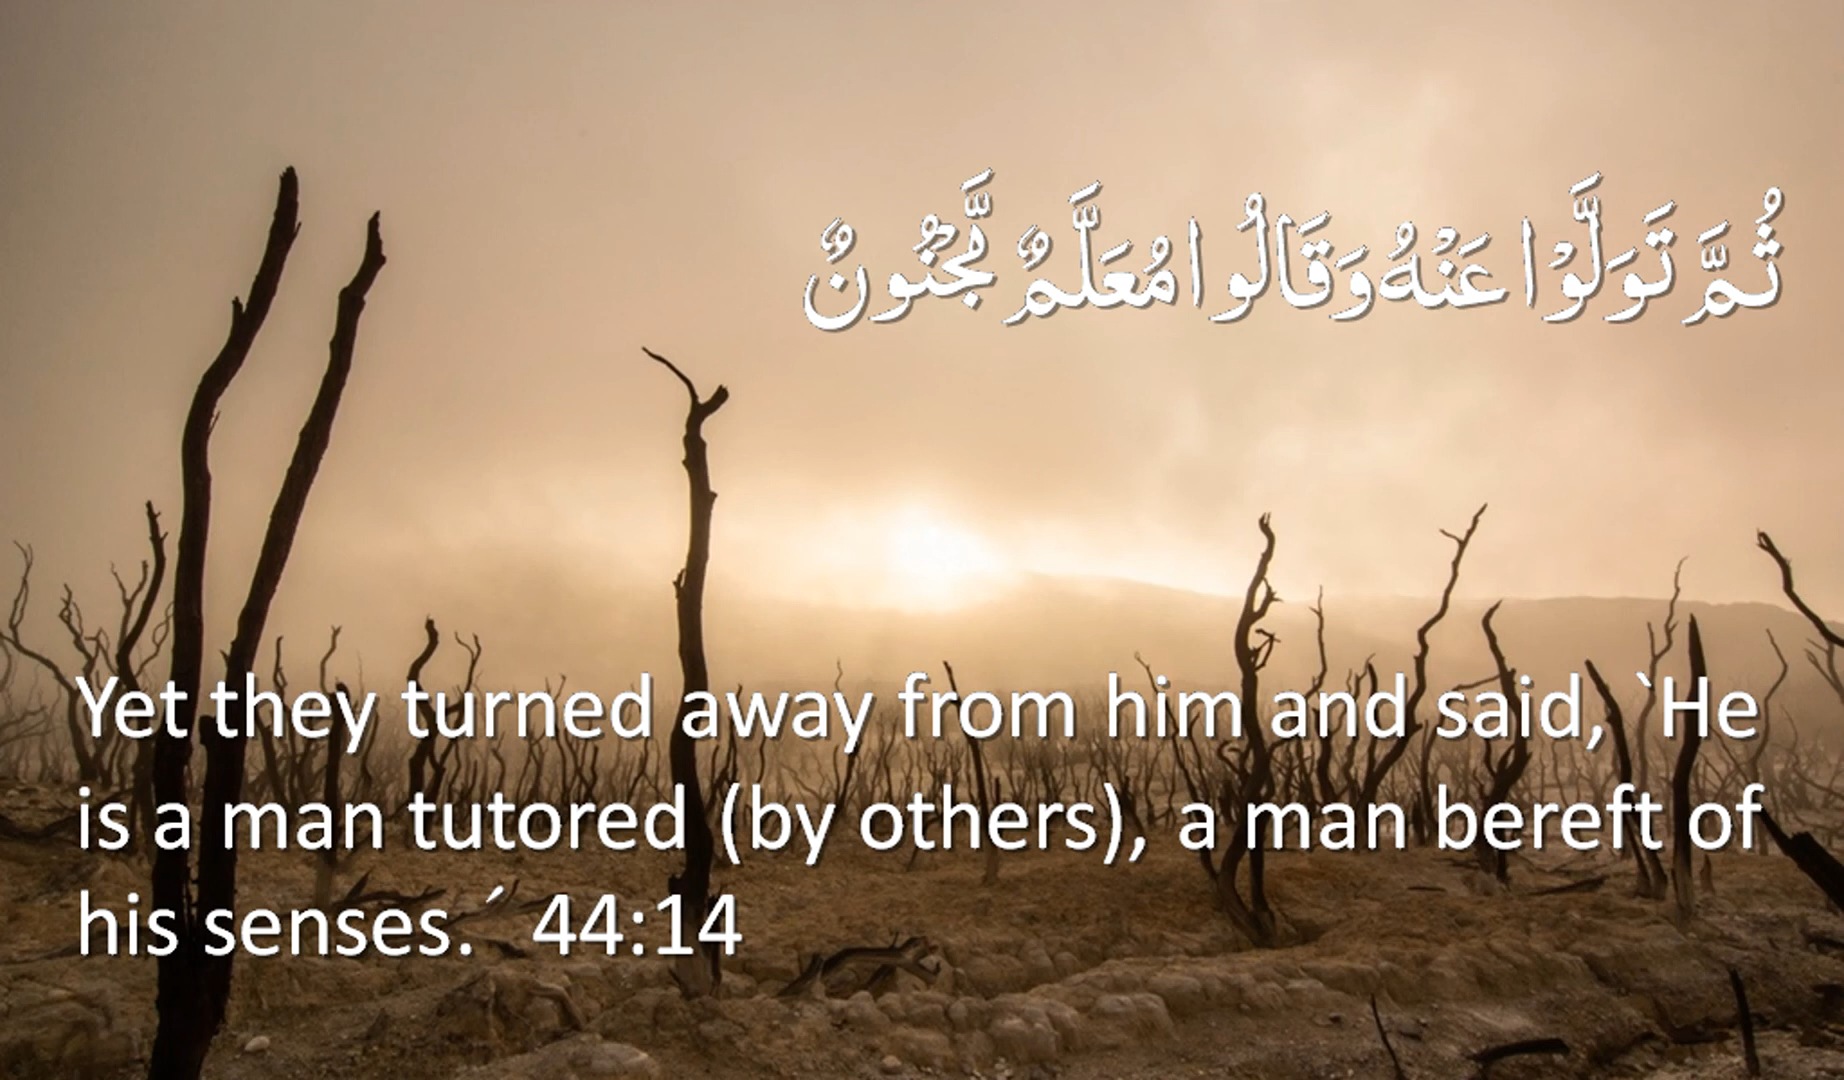 ثُمَّ تَوَلَّوْا عَنْهُ وَقَالُوا مُعَلَّمٌ مَّجْنُونٌ
Yet they turned away from him and said, `He
is a man tutored (by others), a man bereft of
his senses.´ 44:14